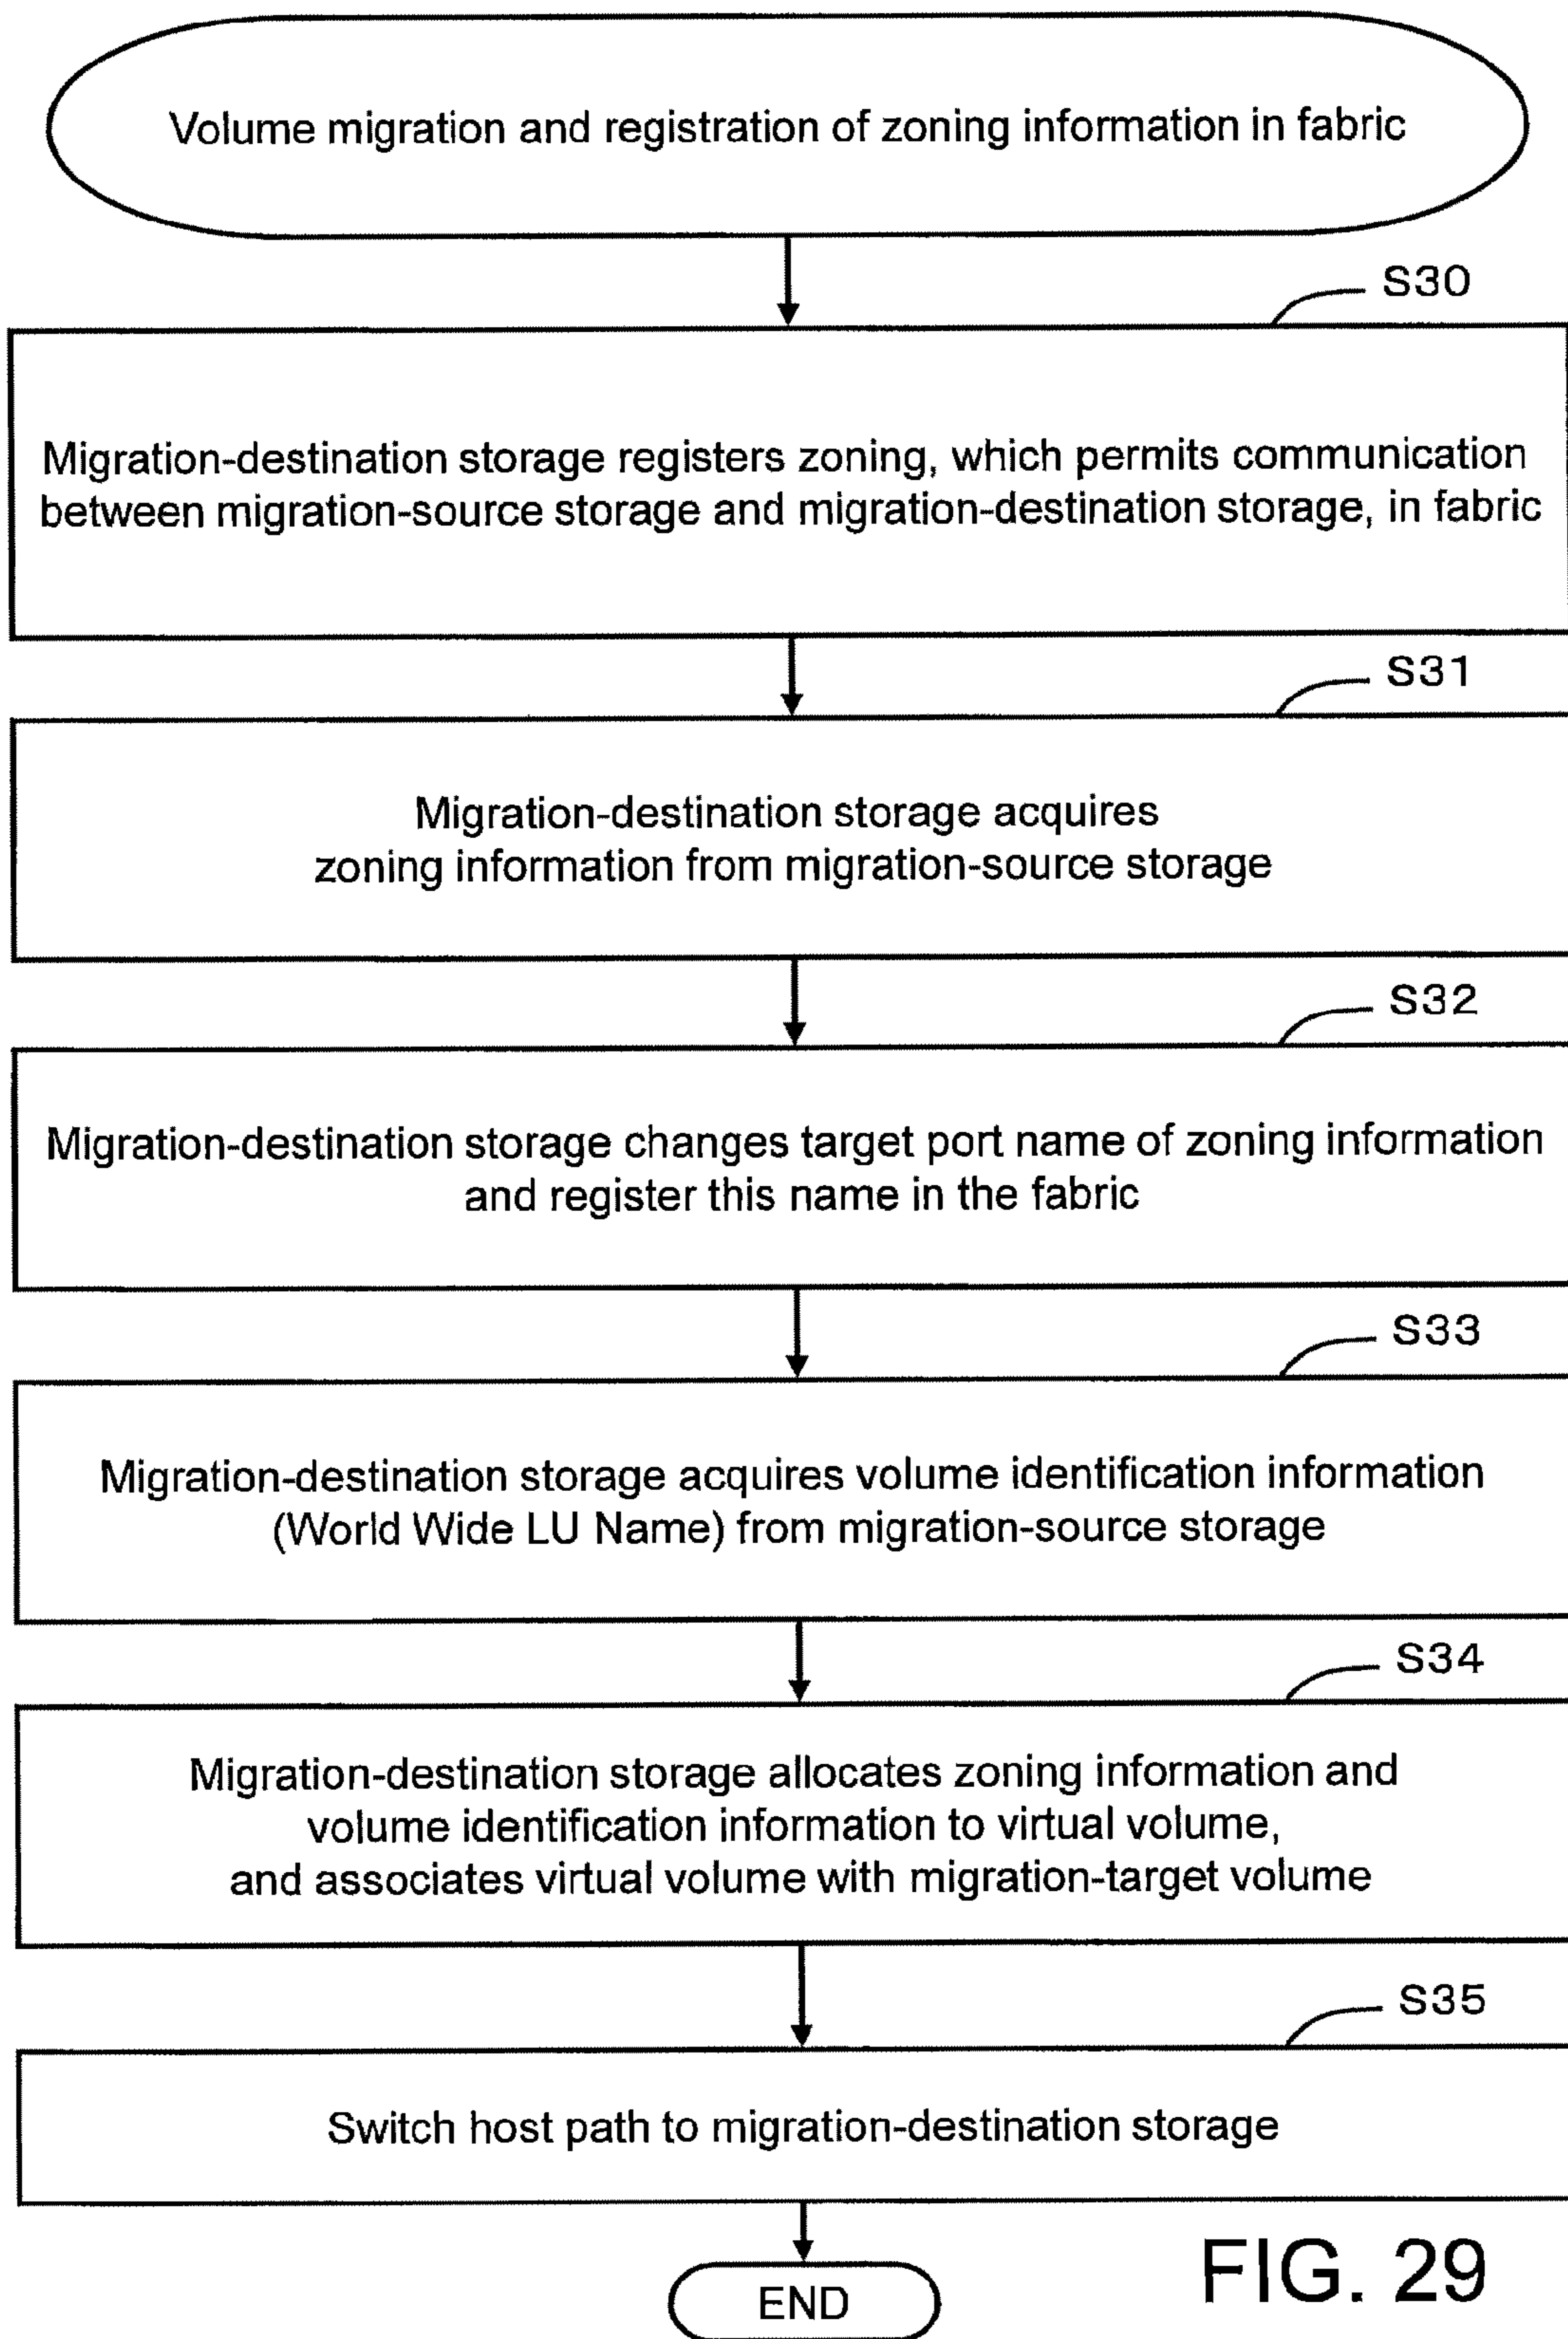 Volume migration and registration of zoning information in fabric
S30
Migration-destination storage registers zoning, which permits communication
between migration-source storage and migration-destination storage, in fabric
S31
Migration-destination storage acquires
zoning information from migration-source storage
S32
Migration-destination storage changes target port name of zoning information
and register this name in the fabric
S33
Migration-destination storage acquires volume identification information
(World Wide LU Name) from migration-source storage
S34
Migration-destination storage allocates zoning information and
volume identification information to virtual volume,
and associates virtual volume with migration-target volume
S35
Switch host path to migration-destination storage
END
FIG. 29